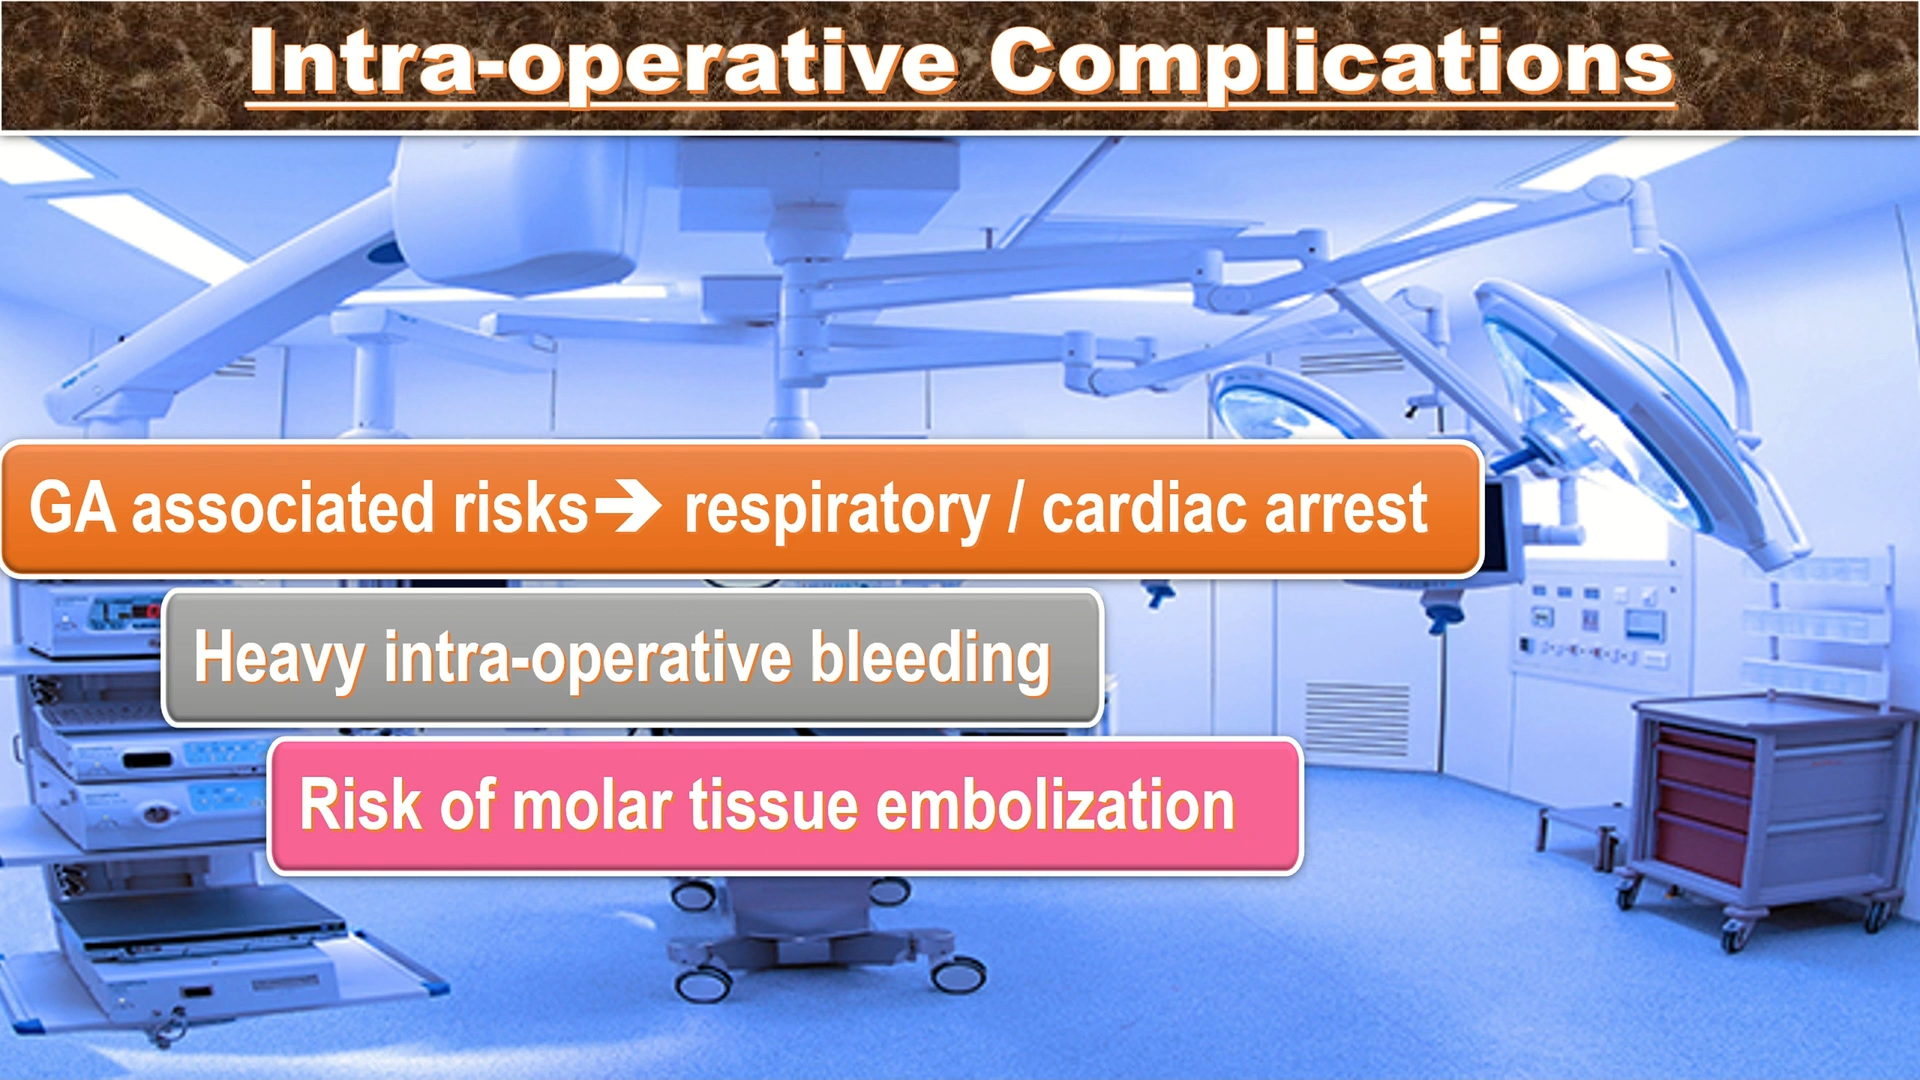 Intra-operative Complications
GA associated risks➔ respiratory / cardiac arrest
Heavy intra-operative bleeding
Risk of molar tissue embolization